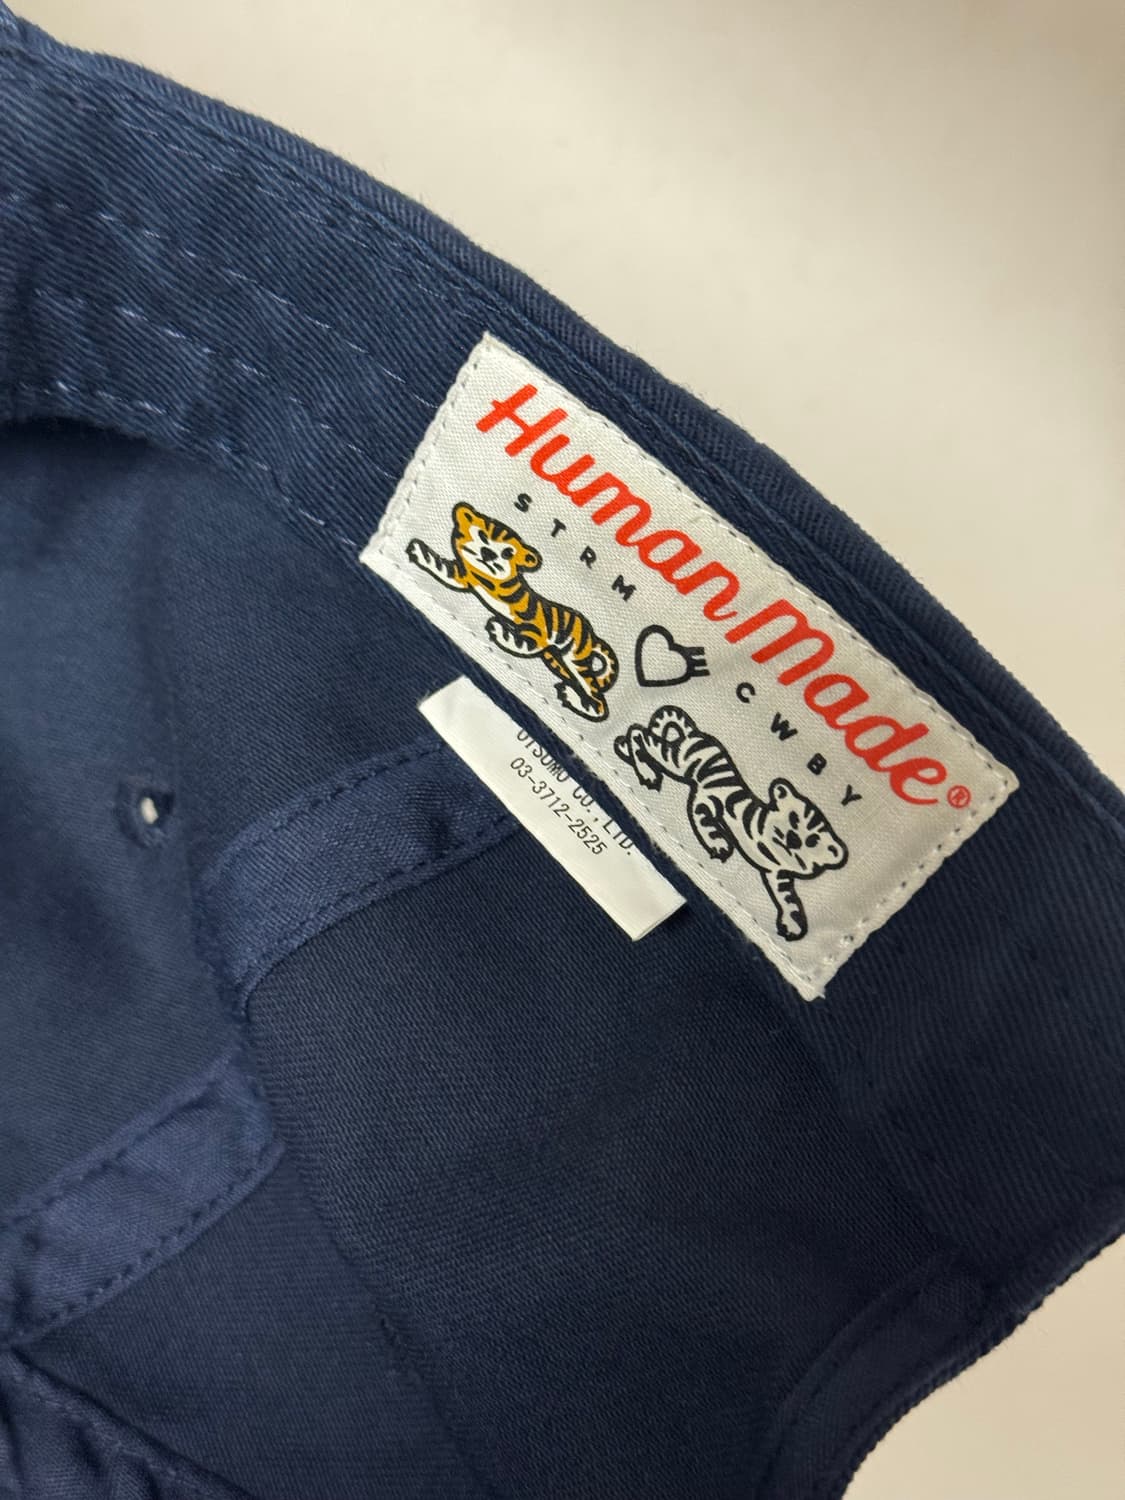 Human Made®
STRM CWBY
OTSUMO CO.,LTD.
03-3712-2525